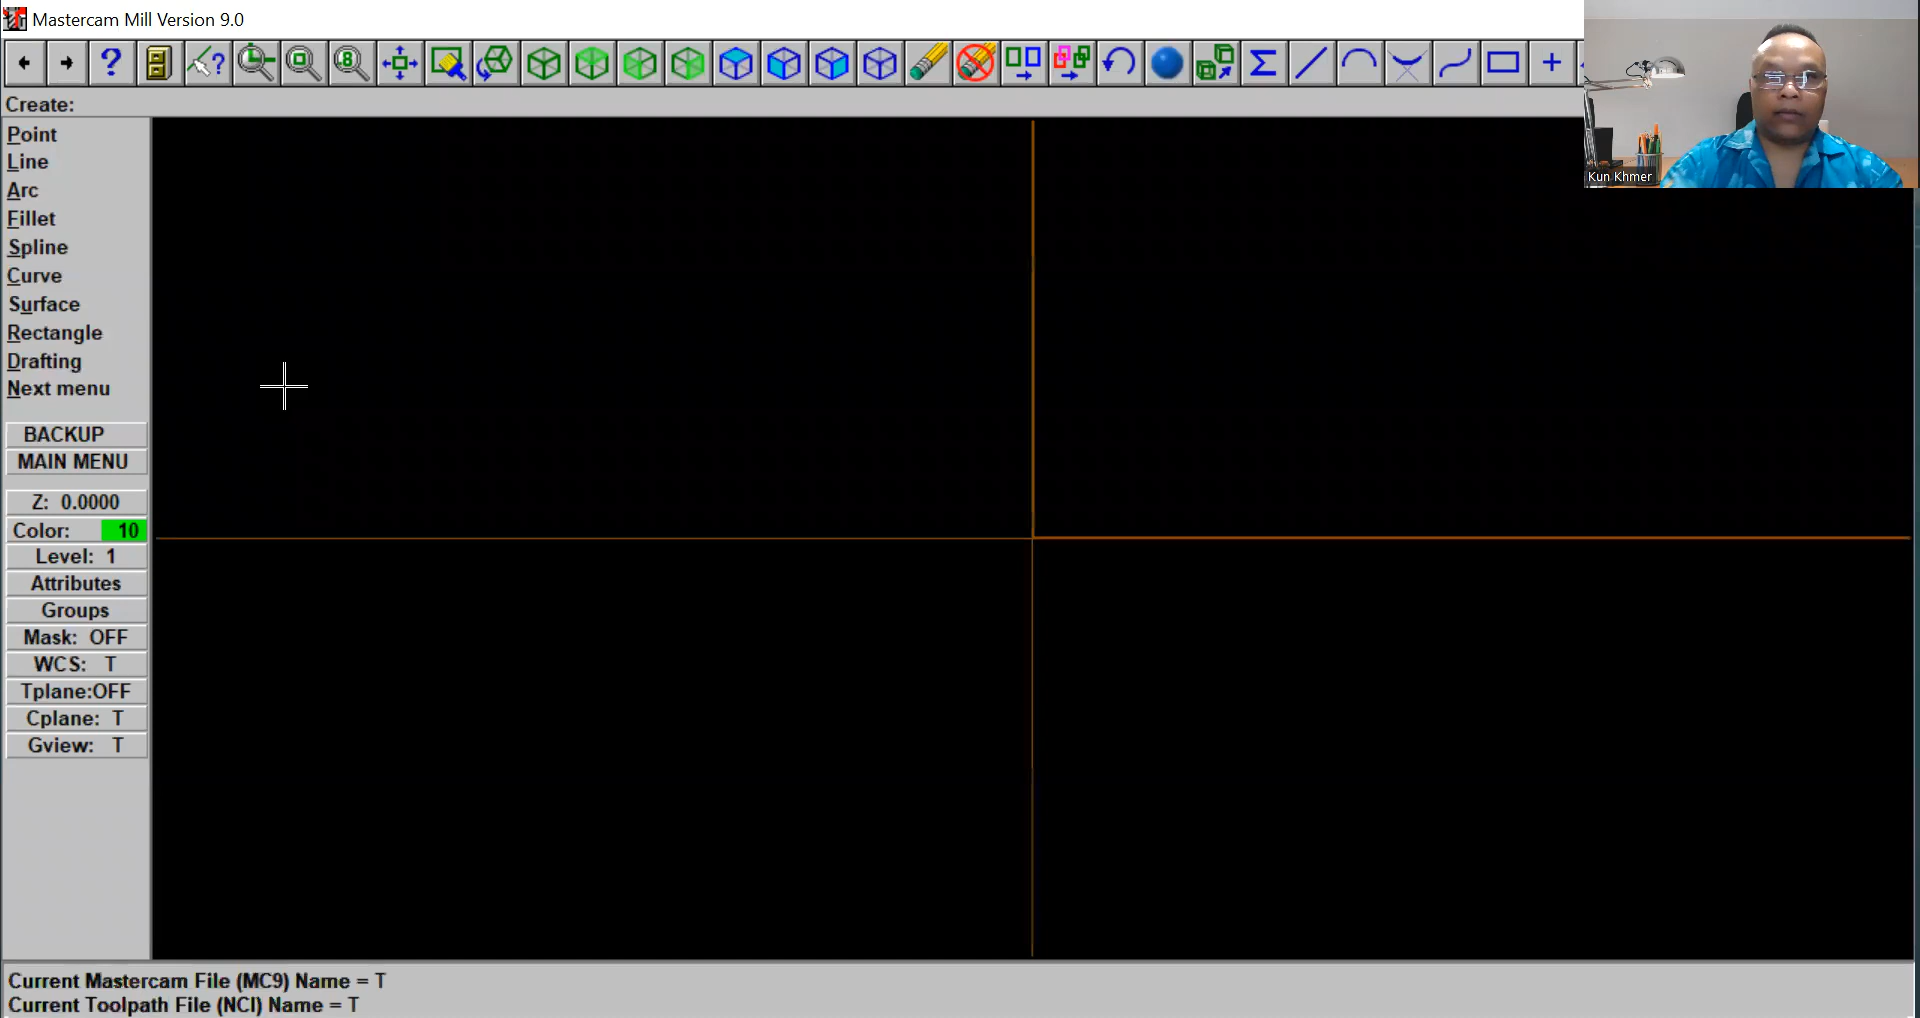 Mastercam Mill Version 9.0
Kun Khmer
Create:
Point
Line
Arc
Fillet
Spline
Curve
Surface
Rectangle
Drafting
Next menu
BACKUP
MAIN MENU
Z: 0.0000
Color: 10
Level: 1
Attributes
Groups
Mask: OFF
WCS: T
Tplane:OFF
Cplane: T
Gview: T
Current Mastercam File (MC9) Name = T
Current Toolpath File (NCI) Name = T